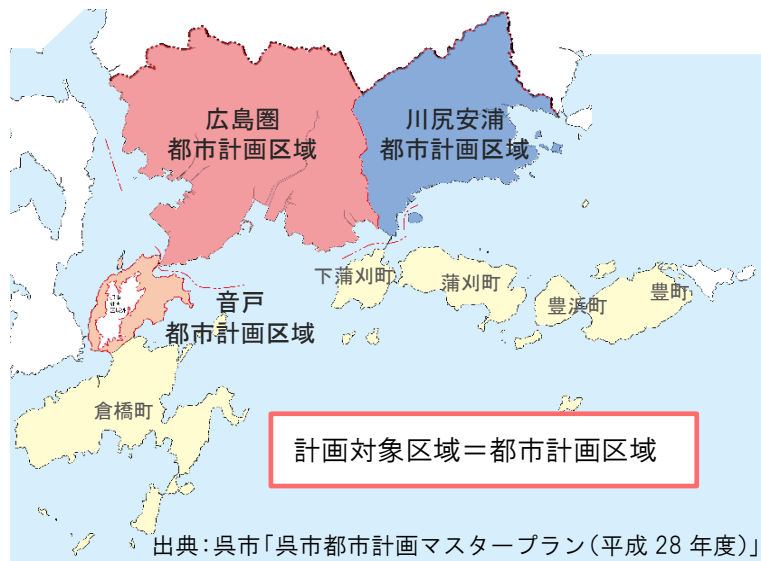 広島圏
都市計画区域
川尻安浦
都市計画区域
下蒲刈町
蒲刈町
豊浜町
豊町
音戸
都市計画区域
倉橋町
計画対象区域＝都市計画区域
出典：呉市「呉市都市計画マスタープラン（平成 28 年度）」